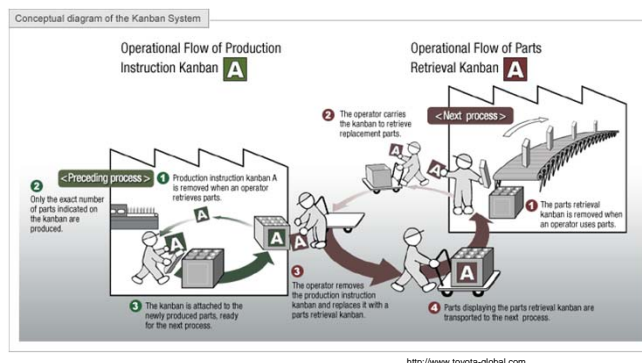 Conceptual diagram of the Kanban System
Operational Flow of Production
Instruction Kanban A
Operational Flow of Parts
Retrieval Kanban A
<Preceding process>
1 Production instruction kanban A
is removed when an operator
retrieves parts.
2
Only the exact number
of parts indicated on
the kanban are
produced.
3 The kanban is attached to the
newly produced parts, ready
for the next process.
A
A
A
A
<Next process>
1 The parts retrieval
kanban is removed when
an operator uses parts.
2 The operator carries
the kanban to retrieve
replacement parts.
3
The operator removes
the production instruction
kanban and replaces it with a
parts retrieval kanban.
4 Parts displaying the parts retrieval kanban are
transported to the next process.
A
A
A
http://www.toyota-global.com